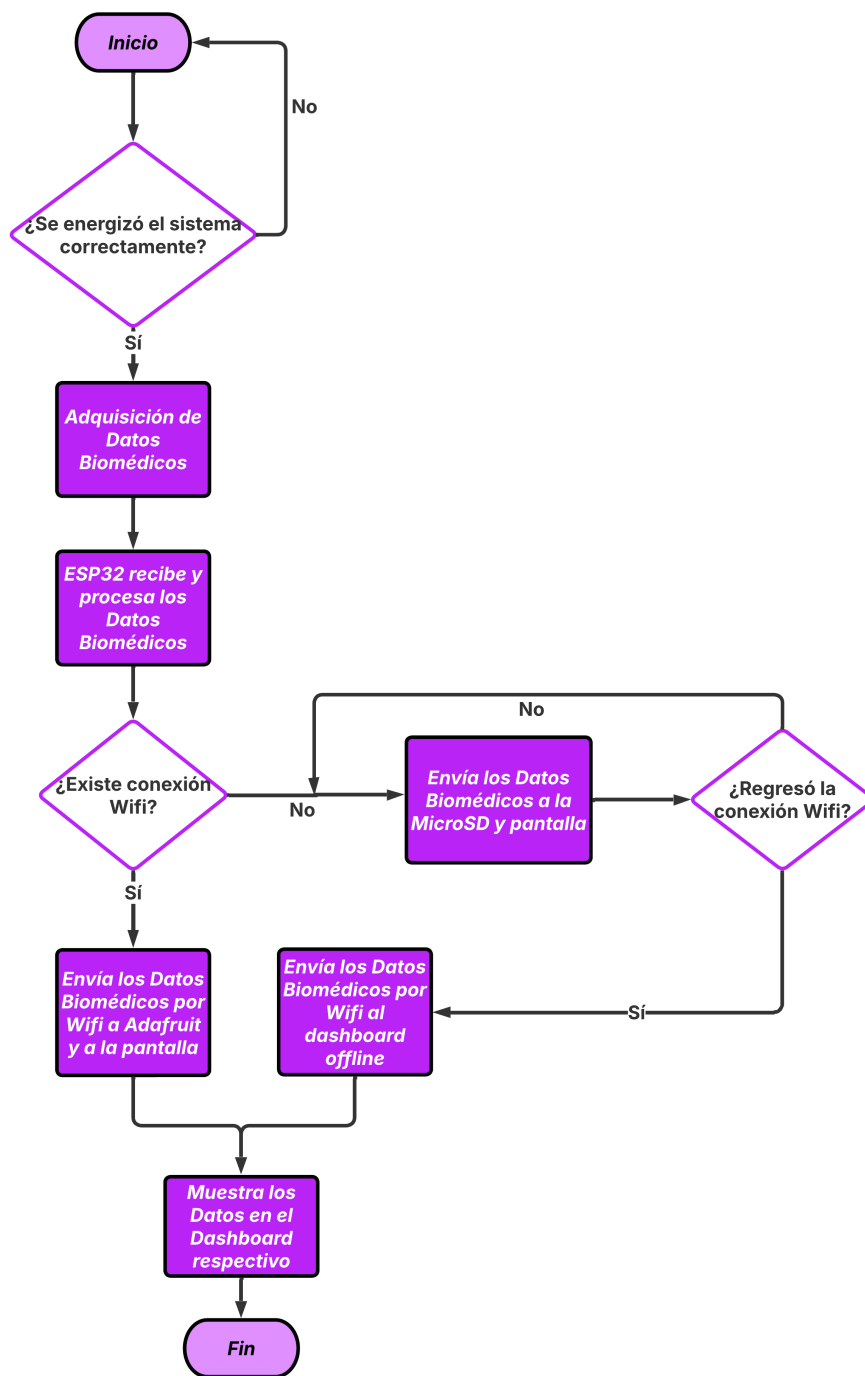 Inicio
No
¿Se energizó el sistema
correctamente?
Sí
Adquisición de
Datos
Biomédicos
ESP32 recibe y
procesa los
Datos
Biomédicos
¿Existe conexión
Wifi?
No
Envía los Datos
Biomédicos a la
MicroSD y pantalla
No
¿Regresó la
conexión Wifi?
Sí
Envía los Datos
Biomédicos por
Wifi a Adafruit
y a la pantalla
Envía los Datos
Biomédicos por
Wifi al
dashboard
offline
Sí
Muestra los
Datos en el
Dashboard
respectivo
Fin